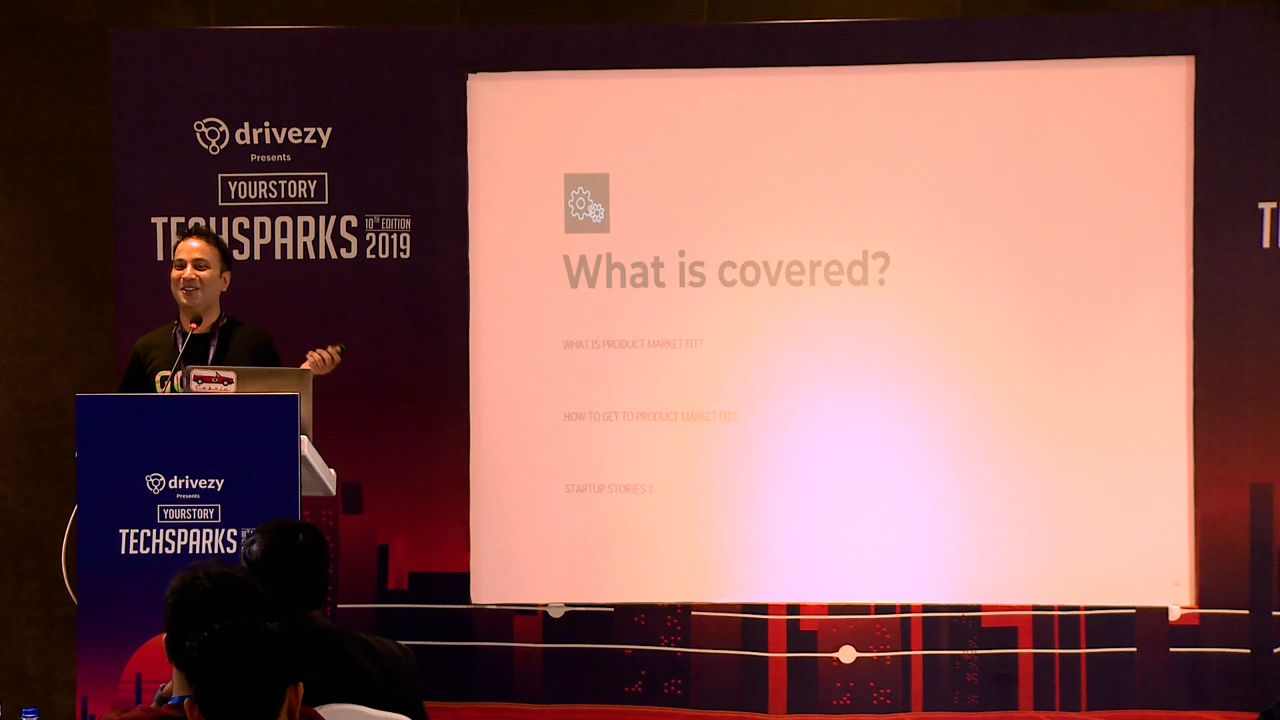 drivezy
Presents
YOURSTORY
TECHSPARKS
10TH EDITION
2019
What is covered?
WHAT IS PRODUCT MARKET FIT?
HOW TO GET TO PRODUCT MARKET FIT?
STARTUP STORIES :)
drivezy
Presents
YOURSTORY
TECHSPARKS